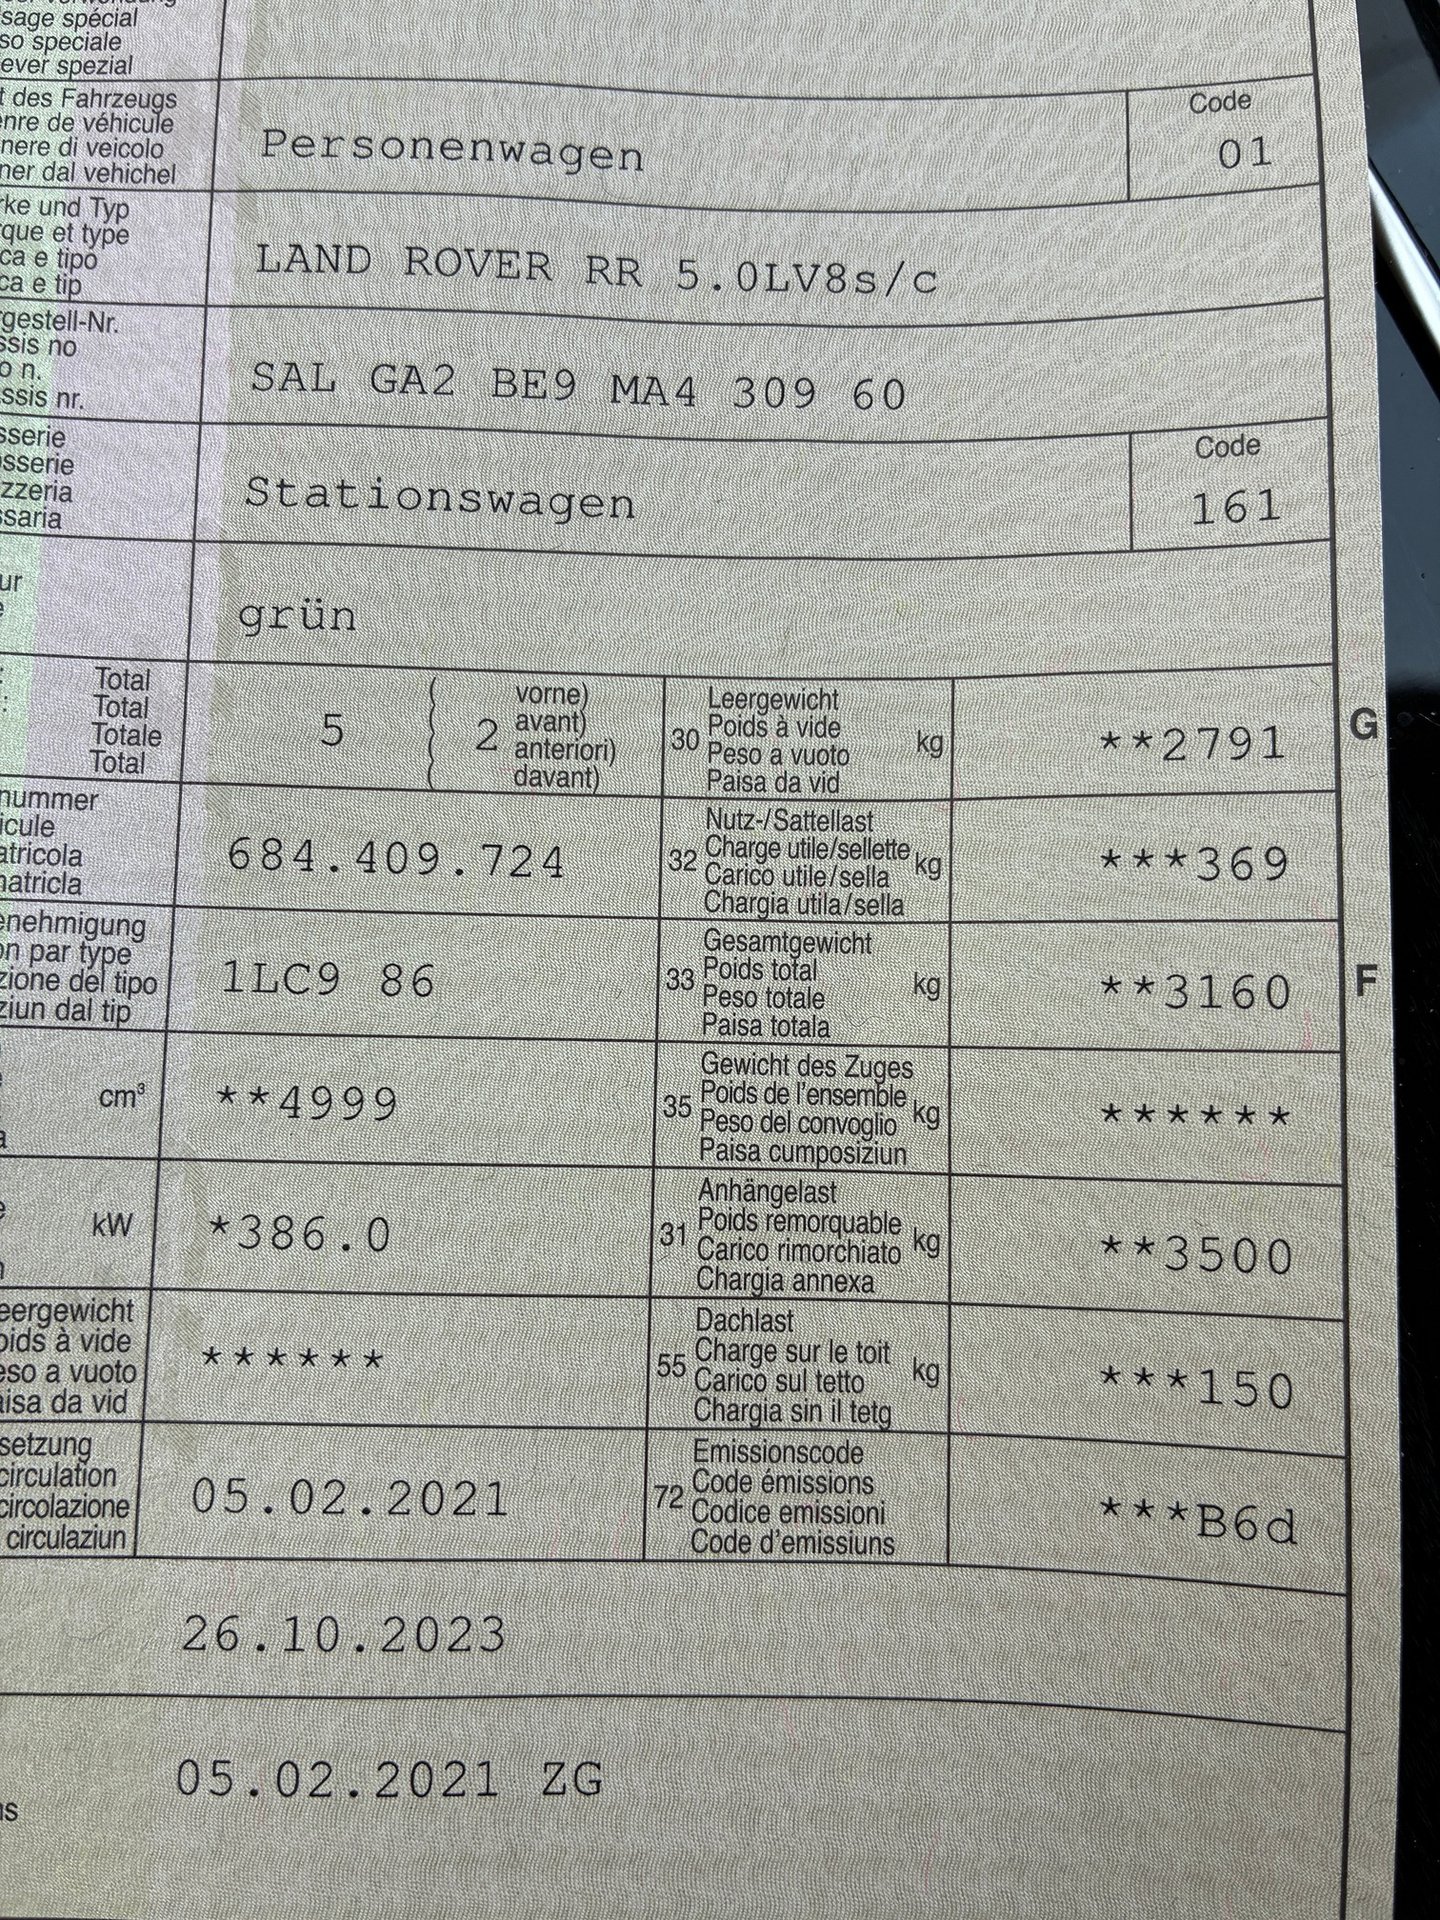 sage spécial
so speciale
ever spezial
t des Fahrzeugs
nre de véhicule
nere di veicolo
ner dal vehichel
Personenwagen
Code
01
rke und Typ
rque et type
ca e tipo
ca e tip
LAND ROVER RR 5.0LV8s/c
gestell-Nr.
ssis no
o n.
ssis nr.
SAL GA2 BE9 MA4 309 60
sserie
osserie
zzeria
ssaria
Stationswagen
Code
161
ur
e
grün
Total
Total
Totale
Total
5
2
vorne)
avant)
anteriori)
davant)
30
Leergewicht
Poids à vide
Peso a vuoto
Paisa da vid
kg
**2791
G
nummer
icule
atricola
natricla
684.409.724
32
Nutz-/Sattellast
Charge utile/sellette
Carico utile/sella
Chargia utila/sella
kg
***369
enehmigung
on par type
zione del tipo
ziun dal tip
1LC9 86
33
Gesamtgewicht
Poids total
Peso totale
Paisa totala
kg
**3160
F
cm³
**4999
35
Gewicht des Zuges
Poids de l'ensemble
Peso del convoglio
Paisa cumposiziun
kg
******
kW
*386.0
31
Anhängelast
Poids remorquable
Carico rimorchiato
Chargia annexa
kg
**3500
eergewicht
oids à vide
eso a vuoto
aisa da vid
******
55
Dachlast
Charge sur le toit
Carico sul tetto
Chargia sin il tetg
kg
***150
setzung
circulation
circolazione
circulaziun
05.02.2021
72
Emissionscode
Code émissions
Codice emissioni
Code d'emissiuns
***B6d
26.10.2023
05.02.2021 ZG